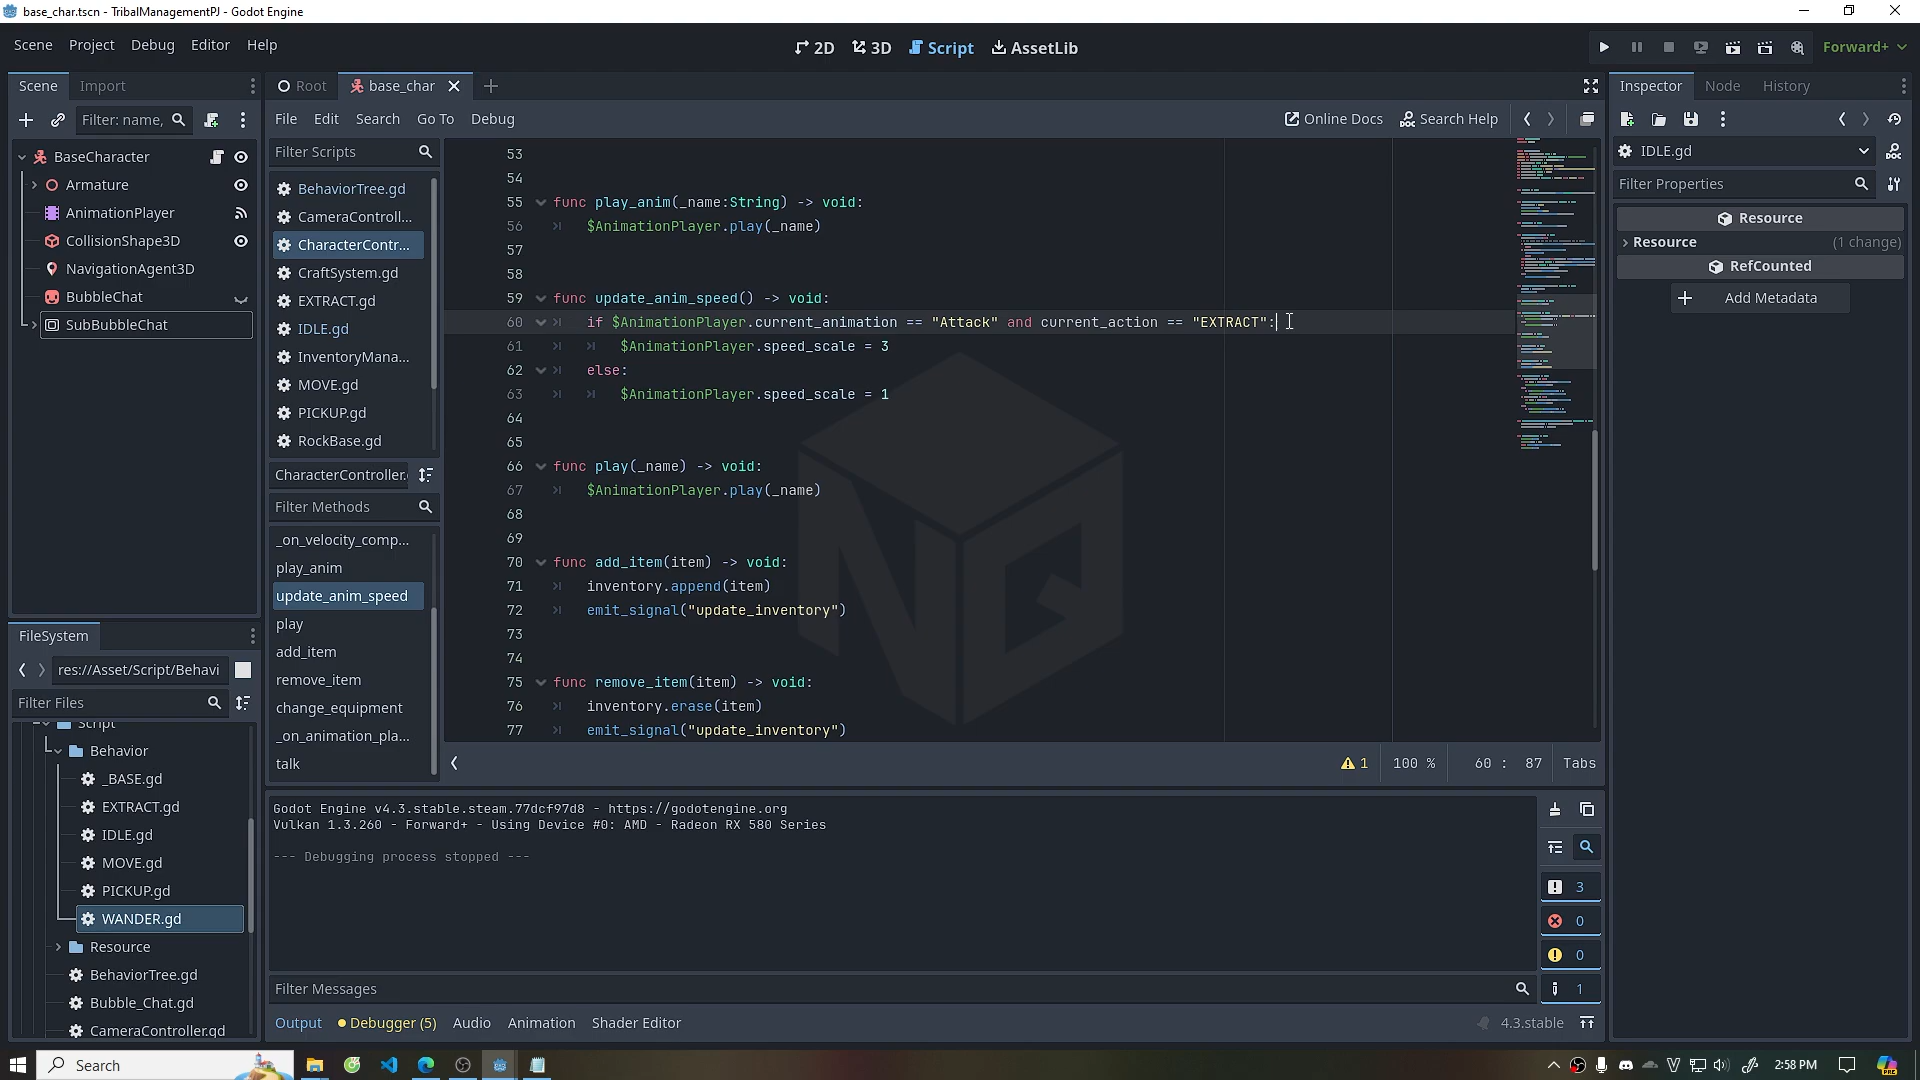 base_char.tscn - TribalManagementPJ - Godot Engine
Scene Project Debug Editor Help
2D 3D Script AssetLib
Forward+
Scene Import
Filter: name,
BaseCharacter
Armature
AnimationPlayer
CollisionShape3D
NavigationAgent3D
BubbleChat
SubBubbleChat
FileSystem
res://Asset/Script/Behavi
Filter Files
Script
Behavior
_BASE.gd
EXTRACT.gd
IDLE.gd
MOVE.gd
PICKUP.gd
WANDER.gd
Resource
BehaviorTree.gd
Bubble_Chat.gd
CameraController.gd
Root base_char
File Edit Search Go To Debug
Online Docs Search Help
Filter Scripts
BehaviorTree.gd
CameraControll...
CharacterContr...
CraftSystem.gd
EXTRACT.gd
IDLE.gd
InventoryMana...
MOVE.gd
PICKUP.gd
RockBase.gd
CharacterController.
Filter Methods
_on_velocity_comp...
play_anim
update_anim_speed
play
add_item
remove_item
change_equipment
_on_animation_pla...
talk
53
54
55 func play_anim(_name:String) -> void:
56 $AnimationPlayer.play(_name)
57
58
59 func update_anim_speed() -> void:
60 if $AnimationPlayer.current_animation == "Attack" and current_action == "EXTRACT":
61 $AnimationPlayer.speed_scale = 3
62 else:
63 $AnimationPlayer.speed_scale = 1
64
65
66 func play(_name) -> void:
67 $AnimationPlayer.play(_name)
68
69
70 func add_item(item) -> void:
71 inventory.append(item)
72 emit_signal("update_inventory")
73
74
75 func remove_item(item) -> void:
76 inventory.erase(item)
77 emit_signal("update_inventory")
1 100 % 60 : 87 Tabs
Godot Engine v4.3.stable.steam.77dcf97d8 - https://godotengine.org
Vulkan 1.3.260 - Forward+ - Using Device #0: AMD - Radeon RX 580 Series
--- Debugging process stopped ---
3
0
0
1
Filter Messages
Output Debugger (5) Audio Animation Shader Editor
4.3.stable
Inspector Node History
IDLE.gd
Filter Properties
Resource
Resource (1 change)
RefCounted
Add Metadata
Search
2:58 PM